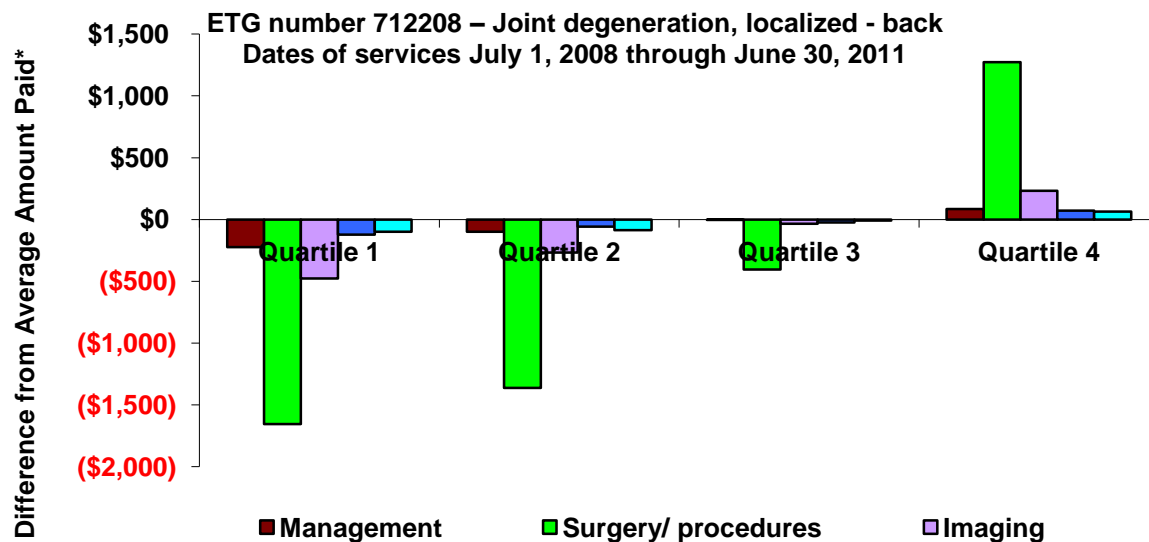 ETG number 712208 – Joint degeneration, localized - back
Dates of services July 1, 2008 through June 30, 2011
Difference from Average Amount Paid*
$1,500
$1,000
$500
$0
($500)
($1,000)
($1,500)
($2,000)
Quartile 1 Quartile 2 Quartile 3 Quartile 4
Management Surgery/ procedures Imaging